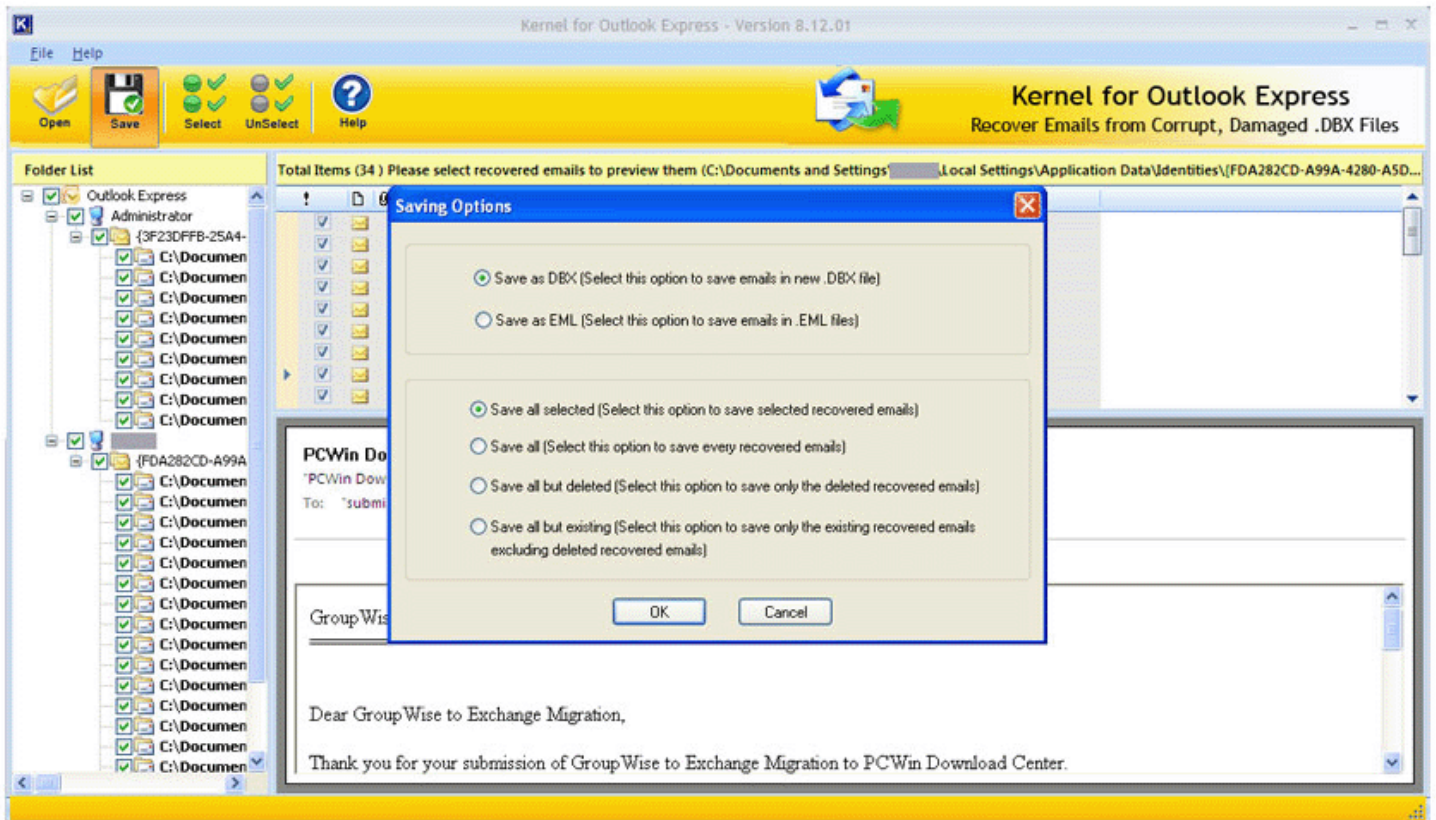 Kernel for Outlook Express - Version 8.12.01
File Help
Open Save Select UnSelect Help
Kernel for Outlook Express
Recover Emails from Corrupt, Damaged .DBX Files
Folder List
Total Items (34 ) Please select recovered emails to preview them (C:\Documents and Settings\ \Local Settings\Application Data\Identities\{FDA282CD-A99A-4280-A5D...
Outlook Express
Administrator
{3F23DFFB-25A4-
C:\Documen
C:\Documen
C:\Documen
C:\Documen
C:\Documen
C:\Documen
C:\Documen
C:\Documen
C:\Documen
{FDA282CD-A99A
C:\Documen
C:\Documen
C:\Documen
C:\Documen
C:\Documen
C:\Documen
C:\Documen
C:\Documen
C:\Documen
C:\Documen
C:\Documen
C:\Documen
C:\Documen
C:\Documen
!
Saving Options
Save as DBX (Select this option to save emails in new .DBX file)
Save as EML (Select this option to save emails in .EML files)
Save all selected (Select this option to save selected recovered emails)
Save all (Select this option to save every recovered emails)
Save all but deleted (Select this option to save only the deleted recovered emails)
Save all but existing (Select this option to save only the existing recovered emails
excluding deleted recovered emails)
OK Cancel
PCWin Do
"PCWin Dow
To: "submi
GroupWis
Dear GroupWise to Exchange Migration,
Thank you for your submission of GroupWise to Exchange Migration to PCWin Download Center.